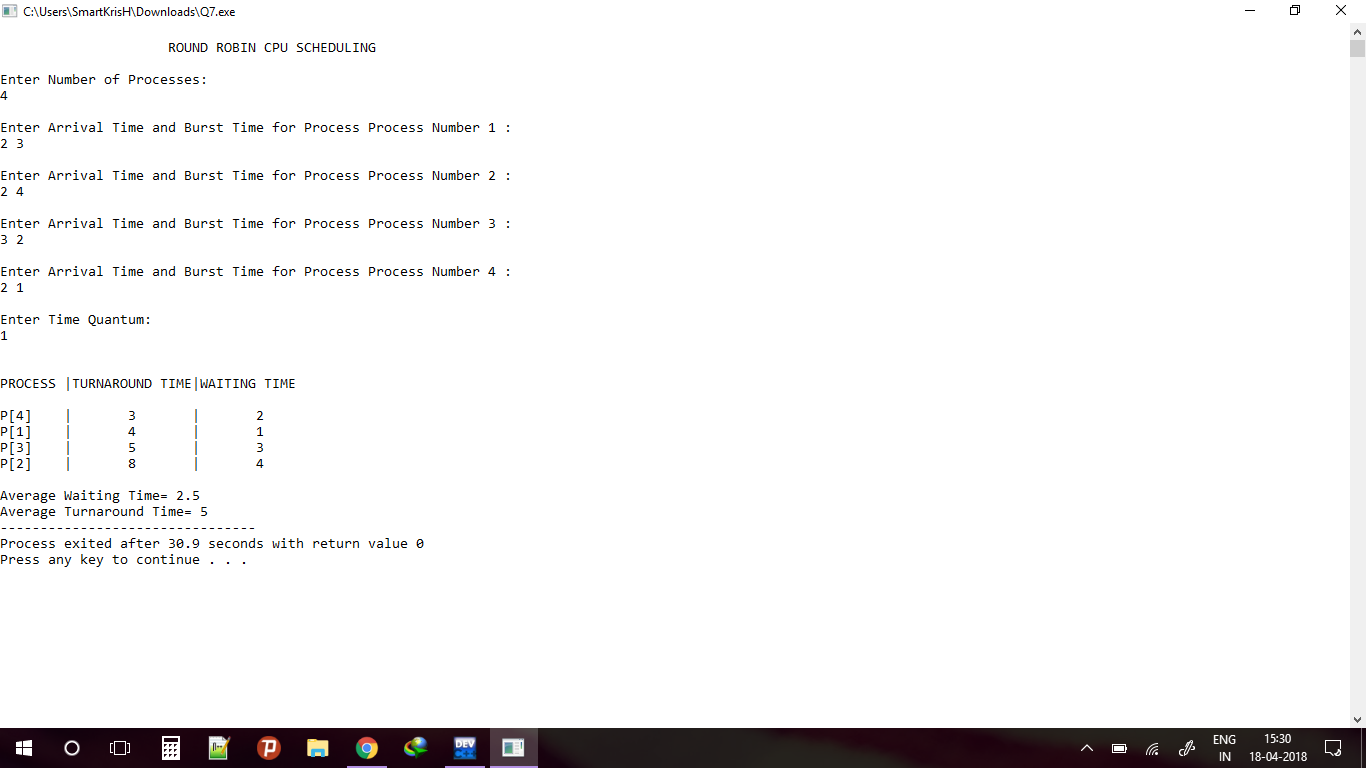 C:\Users\SmartKrisH\Downloads\Q7.exe
ROUND ROBIN CPU SCHEDULING
Enter Number of Processes:
4
Enter Arrival Time and Burst Time for Process Process Number 1 :
2 3
Enter Arrival Time and Burst Time for Process Process Number 2 :
2 4
Enter Arrival Time and Burst Time for Process Process Number 3 :
3 2
Enter Arrival Time and Burst Time for Process Process Number 4 :
2 1
Enter Time Quantum:
1
PROCESS |TURNAROUND TIME|WAITING TIME
P[4] | 3 | 2
P[1] | 4 | 1
P[3] | 5 | 3
P[2] | 8 | 4
Average Waiting Time= 2.5
Average Turnaround Time= 5
--------------------------------
Process exited after 30.9 seconds with return value 0
Press any key to continue . . .
DEV
ENG 15:30
IN 18-04-2018